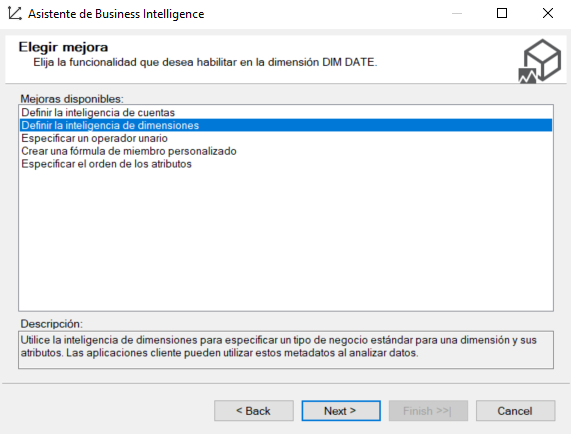 Asistente de Business Intelligence
Elegir mejora
Elija la funcionalidad que desea habilitar en la dimensión DIM DATE.
Mejoras disponibles:
Definir la inteligencia de cuentas
Definir la inteligencia de dimensiones
Especificar un operador unario
Crear una fórmula de miembro personalizado
Especificar el orden de los atributos
Descripción:
Utilice la inteligencia de dimensiones para especificar un tipo de negocio estándar para una dimensión y sus
atributos. Las aplicaciones cliente pueden utilizar estos metadatos al analizar datos.
< Back
Next >
Finish >>|
Cancel